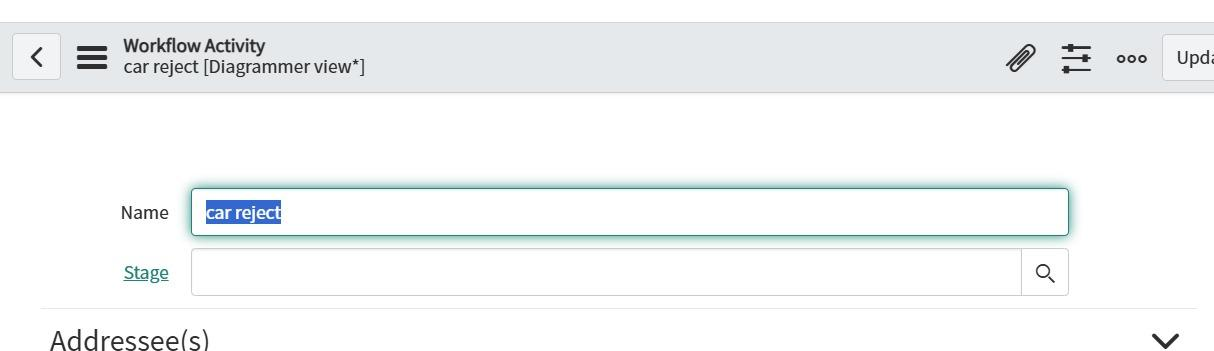 Workflow Activity
car reject [Diagrammer view*]
Upda
Name
car reject
Stage
Addressee(s)